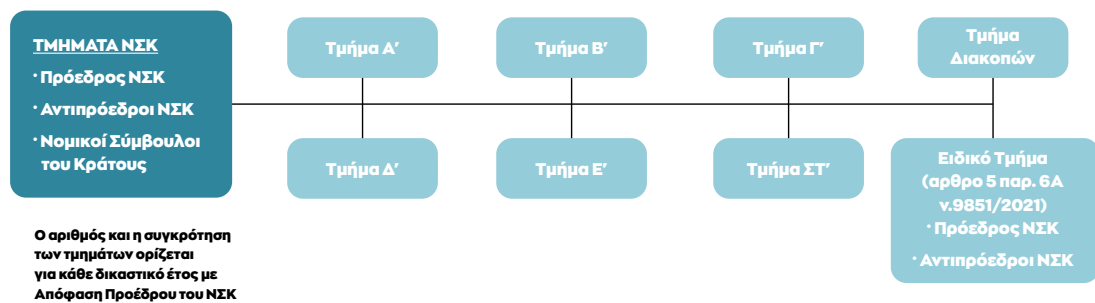 ΤΜΗΜΑΤΑ ΝΣΚ
· Πρόεδρος ΝΣΚ
· Αντιπρόεδροι ΝΣΚ
· Νομικοί Σύμβουλοι
του Κράτους
Τμήμα Α’
Τμήμα Β’
Τμήμα Γ’
Τμήμα
Διακοπών
Τμήμα Δ’
Τμήμα Ε’
Τμήμα ΣΤ’
Ειδικό Τμήμα
(αρθρο 5 παρ. 6Α
ν.9851/2021)
· Πρόεδρος ΝΣΚ
· Αντιπρόεδροι ΝΣΚ
Ο αριθμός και η συγκρότηση
των τμημάτων ορίζεται
για κάθε δικαστικό έτος με
Απόφαση Προέδρου του ΝΣΚ